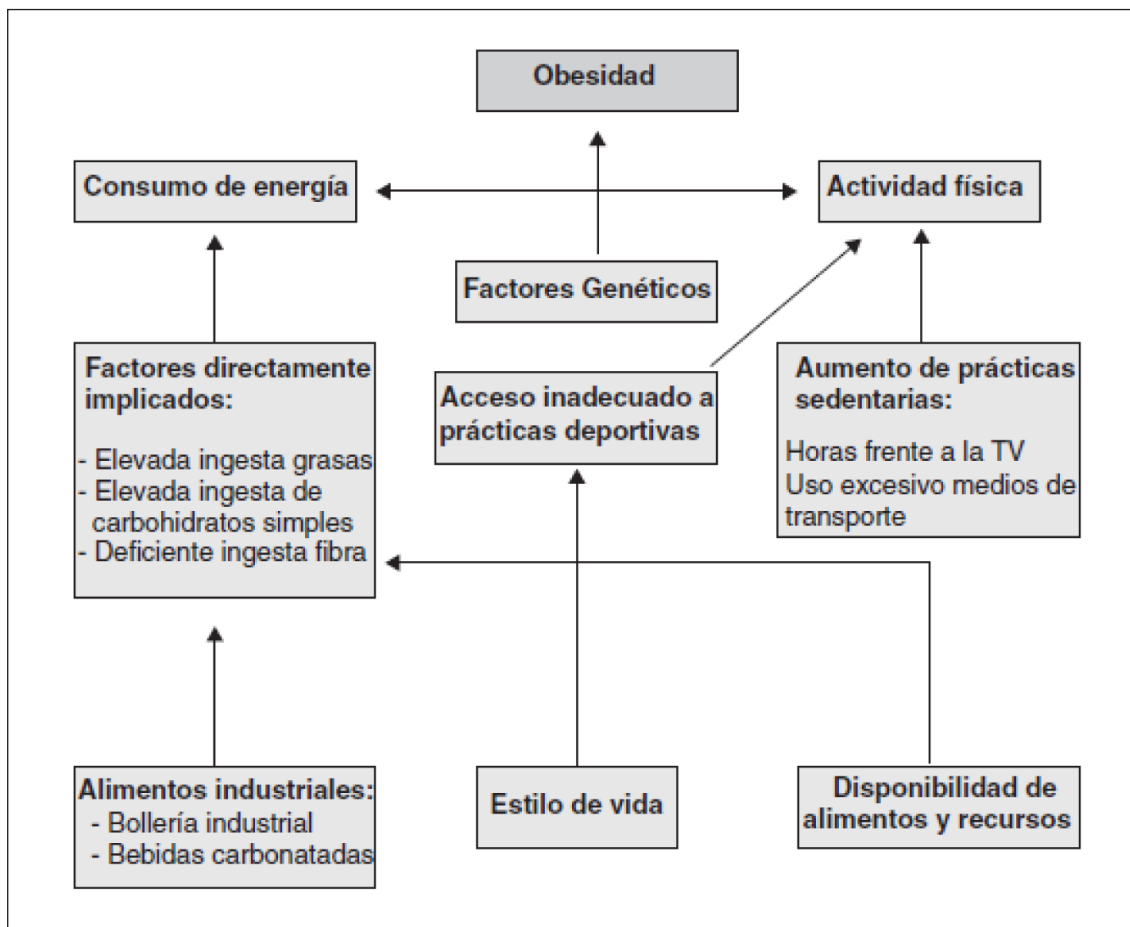 Obesidad
Consumo de energía
Actividad física
Factores Genéticos
Factores directamente
implicados:
- Elevada ingesta grasas
- Elevada ingesta de
carbohidratos simples
- Deficiente ingesta fibra
Acceso inadecuado a
prácticas deportivas
Aumento de prácticas
sedentarias:
Horas frente a la TV
Uso excesivo medios de
transporte
Alimentos industriales:
- Bollería industrial
- Bebidas carbonatadas
Estilo de vida
Disponibilidad de
alimentos y recursos